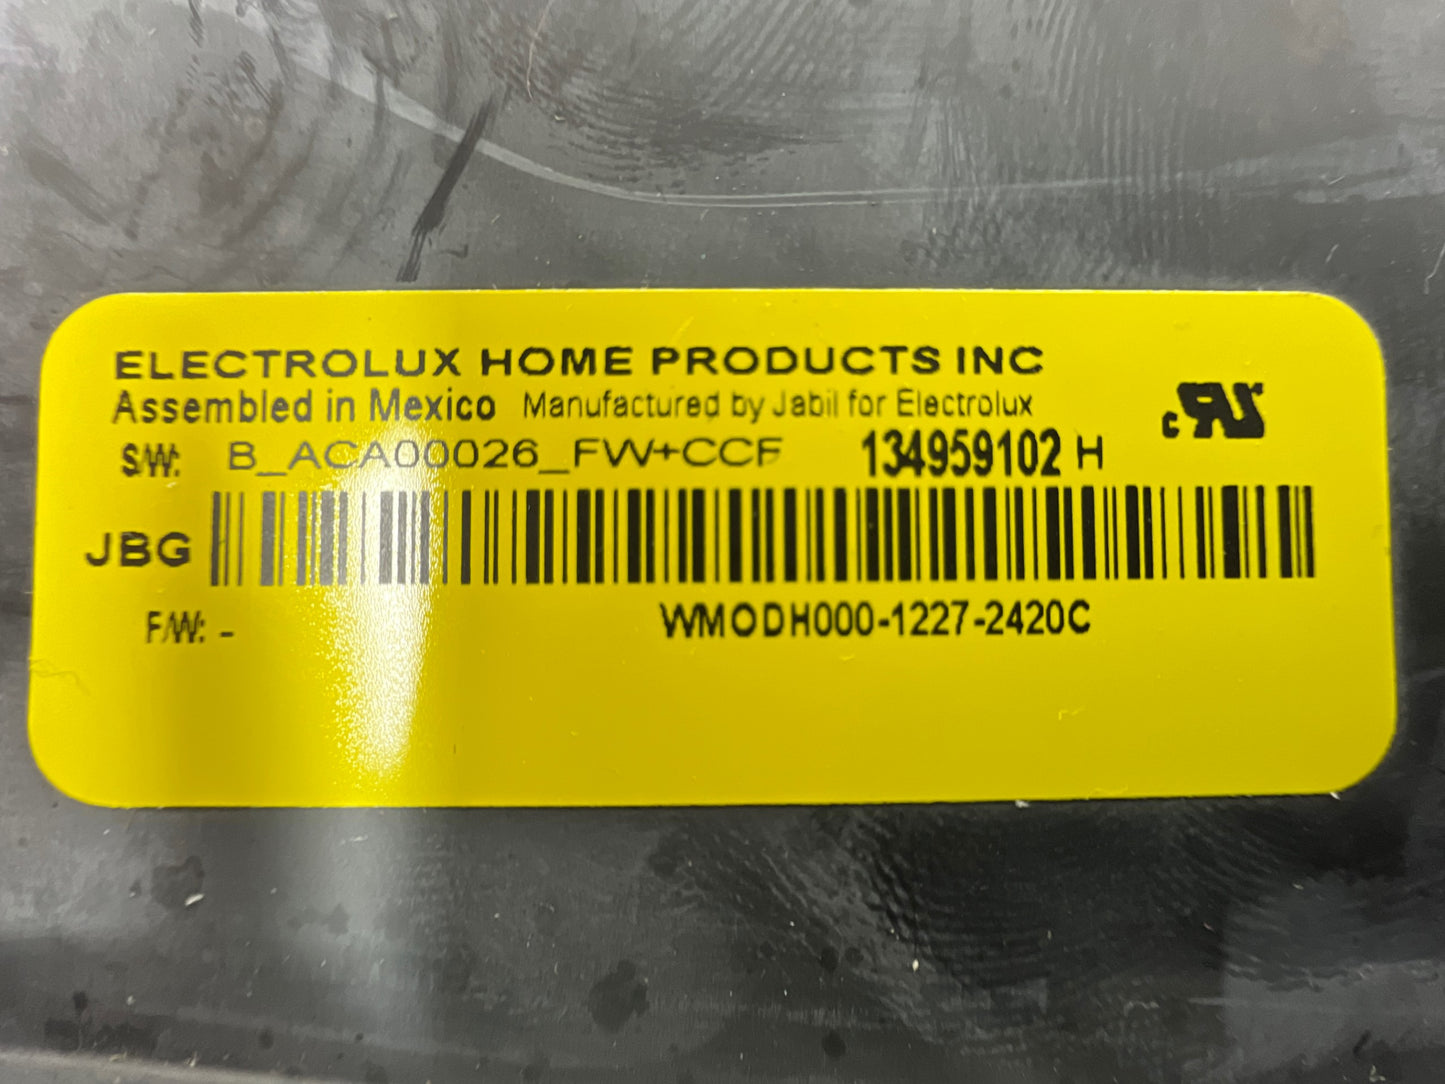 ELECTROLUX HOME PRODUCTS INC
Assembled in Mexico Manufactured by Jabil for Electrolux
S/W: B_ACA00026_FW+CCF 134959102 H
c RU
JBG
F/W: - WMODH000-1227-2420C